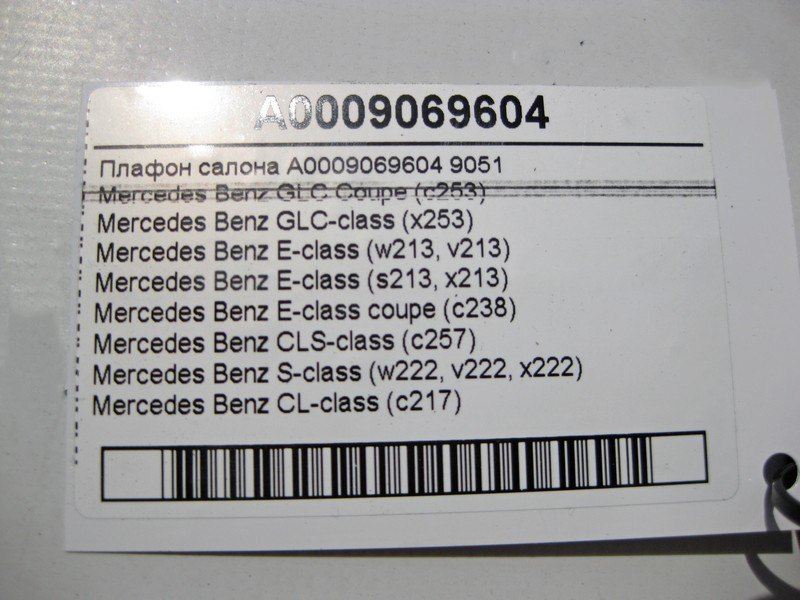 A0009069604
Плафон салона A0009069604 9051
Mercedes Benz GLC Coupe (c253)
Mercedes Benz GLC-class (x253)
Mercedes Benz E-class (w213, v213)
Mercedes Benz E-class (s213, x213)
Mercedes Benz E-class coupe (c238)
Mercedes Benz CLS-class (c257)
Mercedes Benz S-class (w222, v222, x222)
Mercedes Benz CL-class (c217)